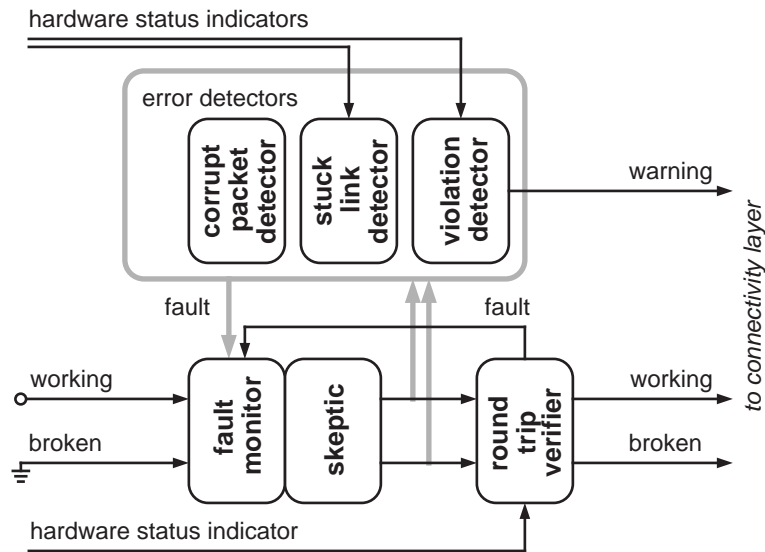 hardware status indicators
error detectors
corrupt
packet
detector
stuck
link
detector
violation
detector
warning
to connectivity layer
fault
fault
working
fault
monitor
skeptic
round
trip
verifier
working
broken
broken
hardware status indicator